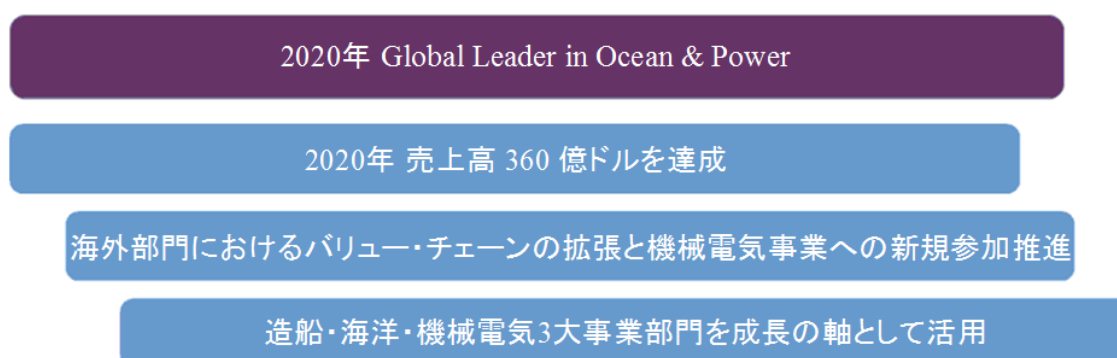 2020年 Global Leader in Ocean & Power
2020年 売上高 360 億ドルを達成
海外部門におけるバリュー・チェーンの拡張と機械電気事業への新規参加推進
造船・海洋・機械電気3大事業部門を成長の軸として活用